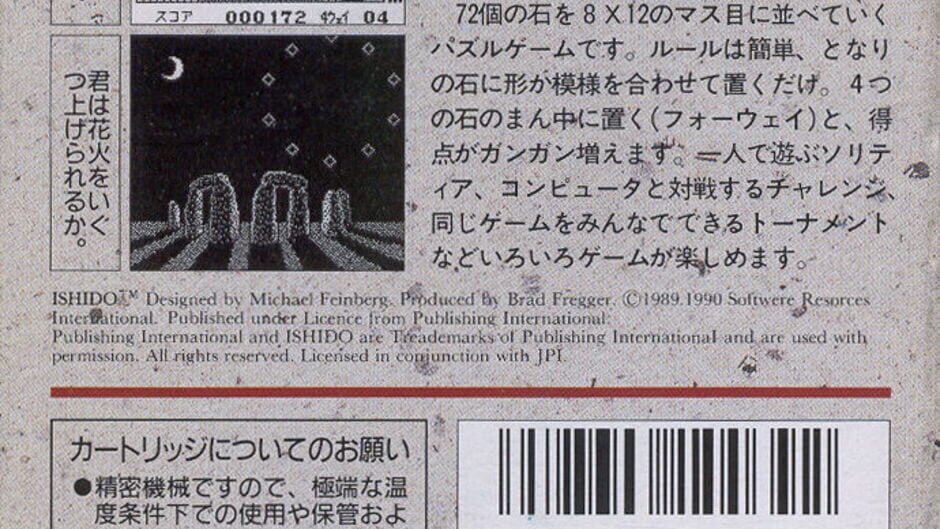 スコア 000172 4ウェイ 04
君は花火をいく
つ上げられるか。
72個の石を8×12のマス目に並べていく
パズルゲームです。ルールは簡単、となり
の石に形か模様を合わせて置くだけ。4つ
の石のまん中に置く(フォーウェイ)と、得
点がガンガン増えます。一人で遊ぶソリテ
ィア、コンピュータと対戦するチャレンジ、
同じゲームをみんなでできるトーナメント
などいろいろゲームが楽しめます。
ISHIDO™ Designed by Michael Feinberg. Produced by Brad Fregger. ©1989.1990 Softwere Resorces
International. Published under Licence from Publishing International.
Publishing International and ISHIDO are Treademarks of Publishing International and are used with
permission. All rights reserved. Licensed in conjunction with JPI.
カートリッジについてのお願い
●精密機械ですので、極端な温
度条件下での使用や保管およ